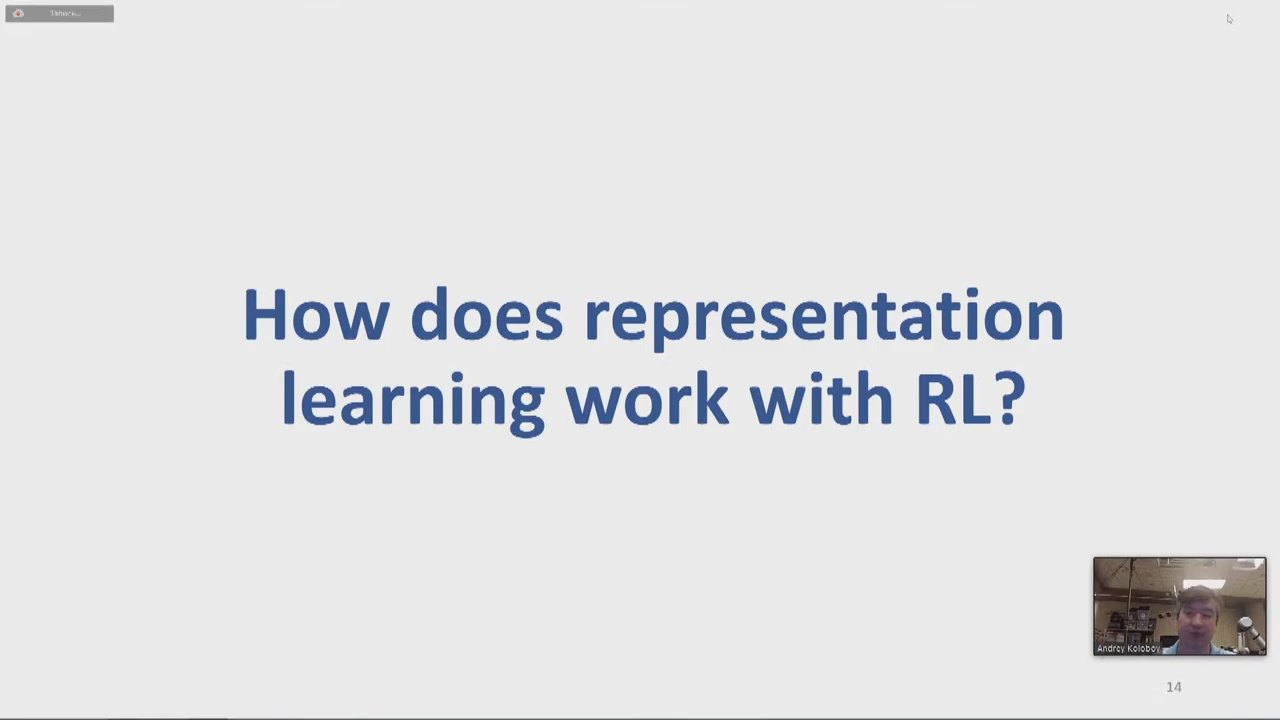 How does representation
learning work with RL?
Andrey Kolobov
14